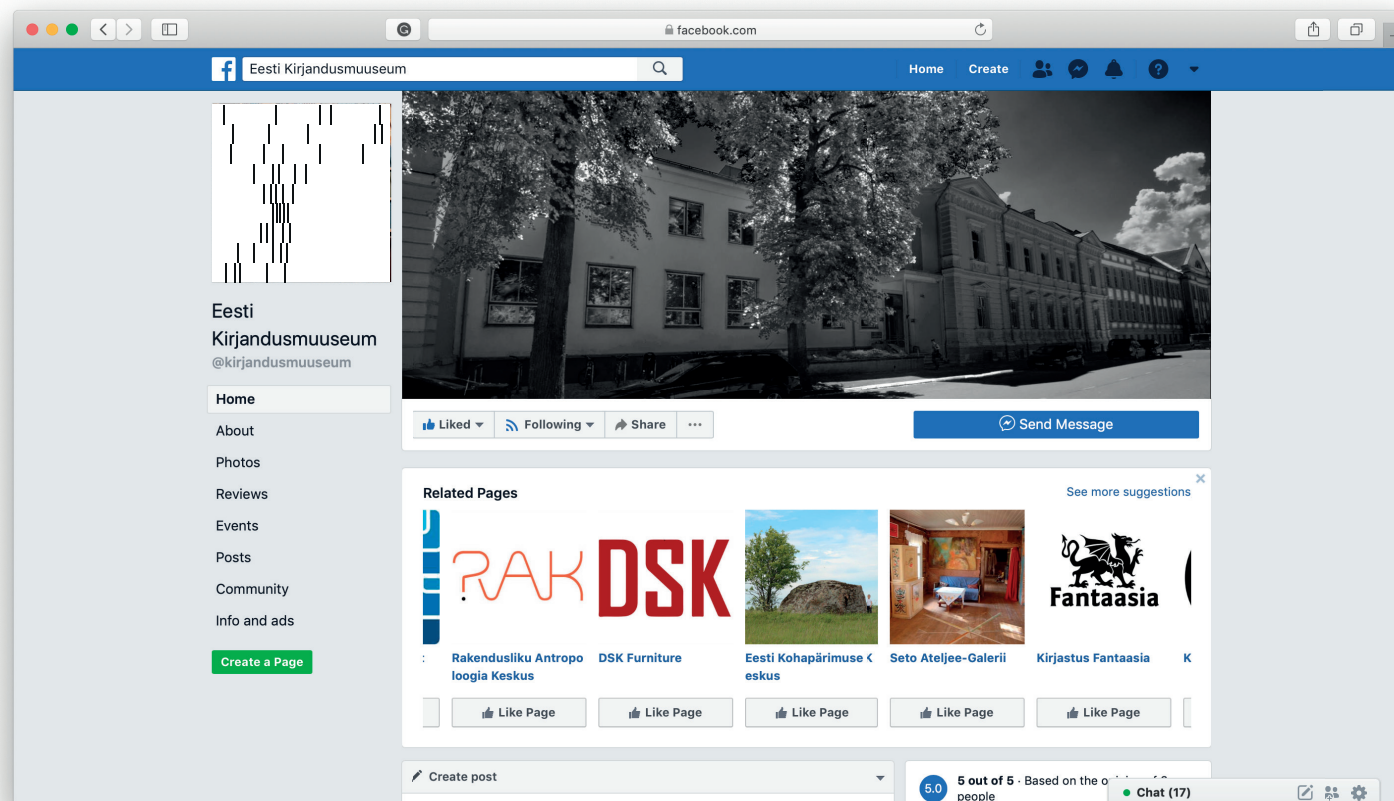 facebook.com
Eesti Kirjandusmuuseum
Home Create
Eesti
Kirjandusmuuseum
@kirjandusmuuseum
Home
About
Photos
Reviews
Events
Posts
Community
Info and ads
Create a Page
Liked
Following
Share
Send Message
Related Pages
See more suggestions
RAK
DSK
Fantaasia
Rakendusliku Antropo
loogia Keskus
DSK Furniture
Eesti Kohapärimuse K
eskus
Seto Ateljee-Galerii
Kirjastus Fantaasia
K
Like Page
Like Page
Like Page
Like Page
Like Page
Create post
5.0
5 out of 5 · Based on the
people
Chat (17)